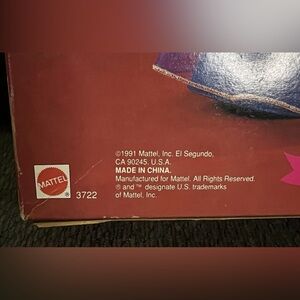 ©1991 Mattel, Inc. El Segundo,
CA 90245. U.S.A.
MADE IN CHINA.
Manufactured for Mattel. All Rights Reserved.
® and ™ designate U.S. trademarks
of Mattel, Inc.
MATTEL
3722